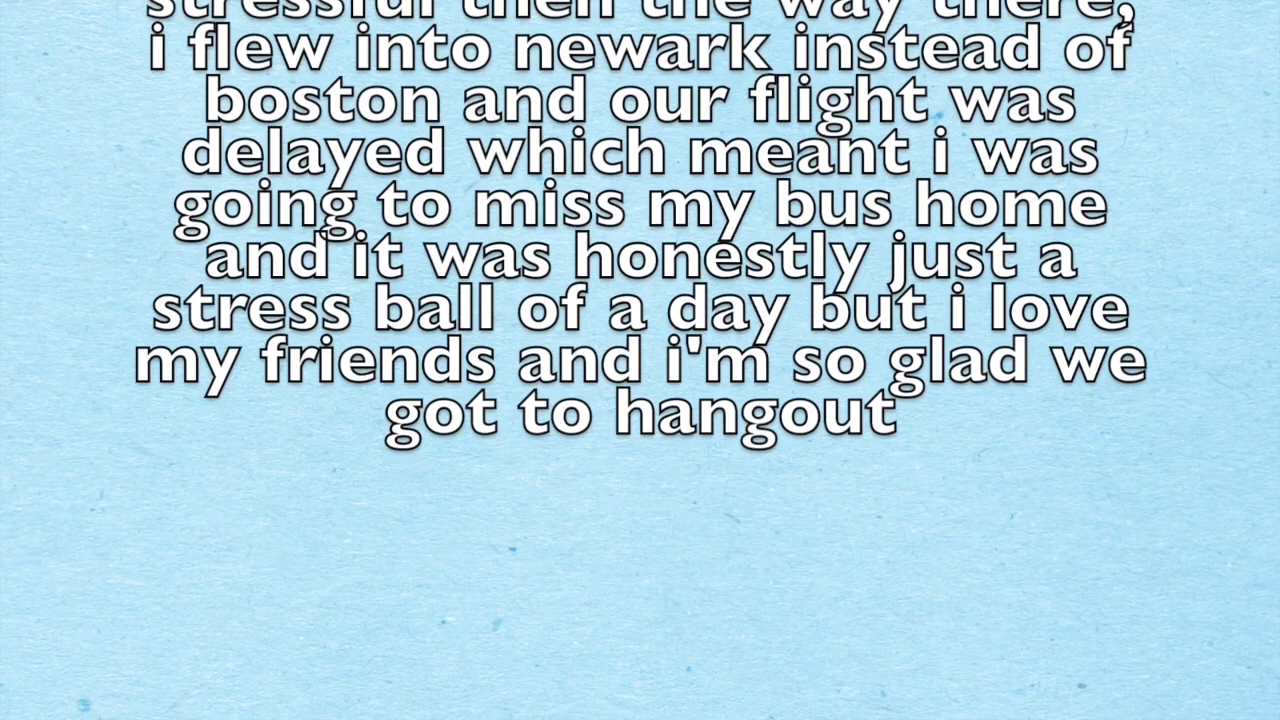 stressful then the way there,
i flew into newark instead of
boston and our flight was
delayed which meant i was
going to miss my bus home
and it was honestly just a
stress ball of a day but i love
my friends and i'm so glad we
got to hangout